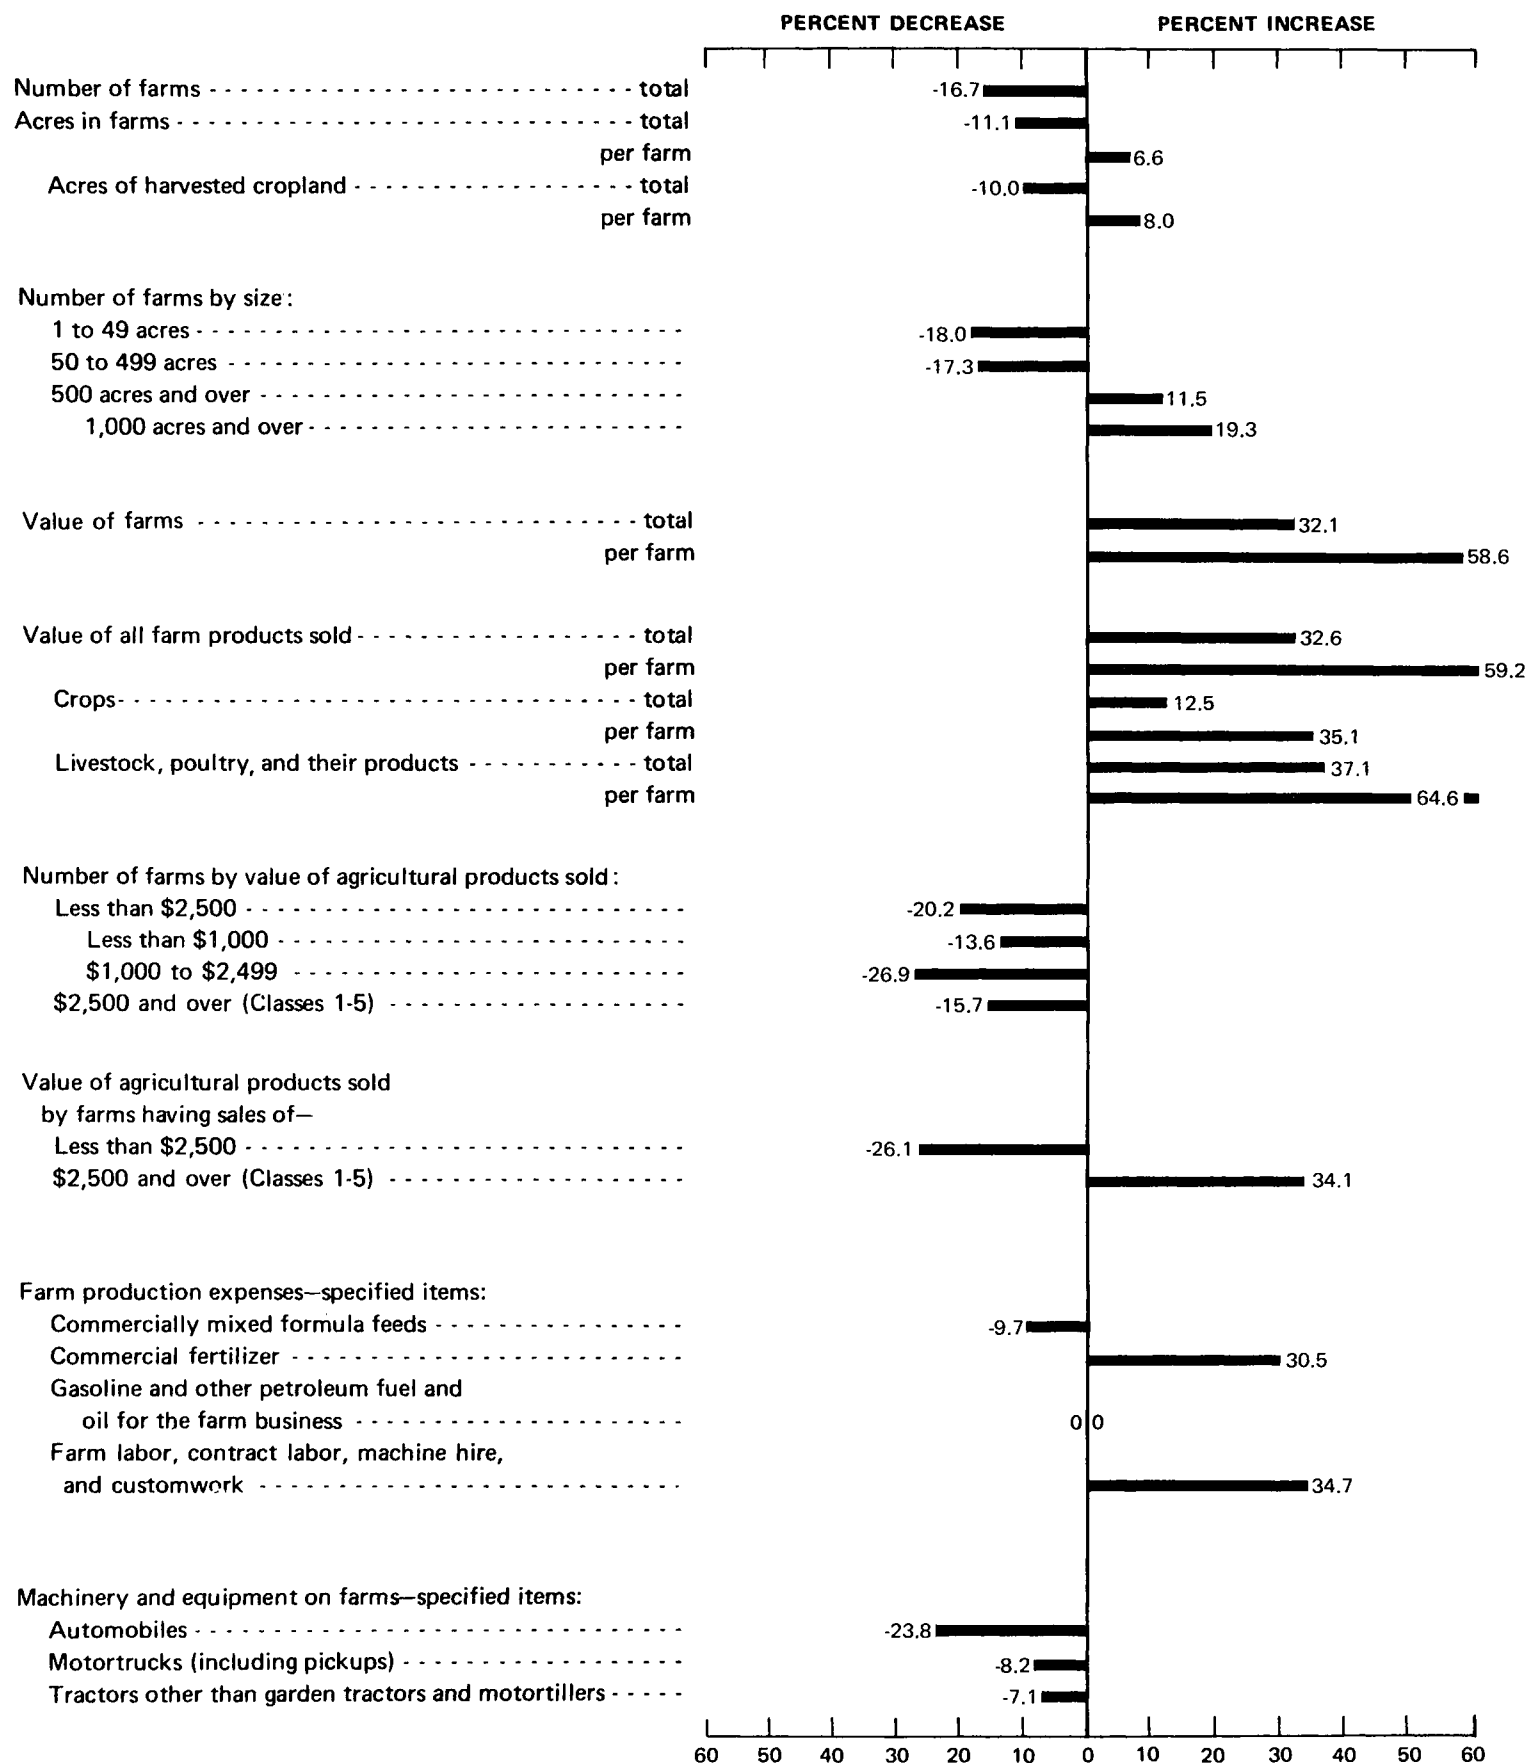 PERCENT DECREASE PERCENT INCREASE
Number of farms - - - - - - - - - - - - - - - - - - - - - - - - - - - total -16.7
Acres in farms - - - - - - - - - - - - - - - - - - - - - - - - - - - - - total -11.1
per farm 6.6
Acres of harvested cropland - - - - - - - - - - - - - - - - - - total -10.0
per farm 8.0
Number of farms by size:
1 to 49 acres - - - - - - - - - - - - - - - - - - - - - - - - - - - - - - -18.0
50 to 499 acres - - - - - - - - - - - - - - - - - - - - - - - - - - - - -17.3
500 acres and over - - - - - - - - - - - - - - - - - - - - - - - - - - 11.5
1,000 acres and over - - - - - - - - - - - - - - - - - - - - - - - 19.3
Value of farms - - - - - - - - - - - - - - - - - - - - - - - - - - - total 32.1
per farm 58.6
Value of all farm products sold - - - - - - - - - - - - - - - - - total 32.6
per farm 59.2
Crops - - - - - - - - - - - - - - - - - - - - - - - - - - - - - - - - total 12.5
per farm 35.1
Livestock, poultry, and their products - - - - - - - - - - - total 37.1
per farm 64.6
Number of farms by value of agricultural products sold:
Less than $2,500 - - - - - - - - - - - - - - - - - - - - - - - - - - -20.2
Less than $1,000 - - - - - - - - - - - - - - - - - - - - - - - - -13.6
$1,000 to $2,499 - - - - - - - - - - - - - - - - - - - - - - - -26.9
$2,500 and over (Classes 1-5) - - - - - - - - - - - - - - - - - - -15.7
Value of agricultural products sold
by farms having sales of—
Less than $2,500 - - - - - - - - - - - - - - - - - - - - - - - - - - -26.1
$2,500 and over (Classes 1-5) - - - - - - - - - - - - - - - - - - 34.1
Farm production expenses—specified items:
Commercially mixed formula feeds - - - - - - - - - - - - - - - -9.7
Commercial fertilizer - - - - - - - - - - - - - - - - - - - - - - - - 30.5
Gasoline and other petroleum fuel and
oil for the farm business - - - - - - - - - - - - - - - - - - - - 0 0
Farm labor, contract labor, machine hire,
and customwork - - - - - - - - - - - - - - - - - - - - - - - - - - 34.7
Machinery and equipment on farms—specified items:
Automobiles - - - - - - - - - - - - - - - - - - - - - - - - - - - - - - -23.8
Motortrucks (including pickups) - - - - - - - - - - - - - - - - - -8.2
Tractors other than garden tractors and motortillers - - - - - -7.1
60 50 40 30 20 10 0 10 20 30 40 50 60